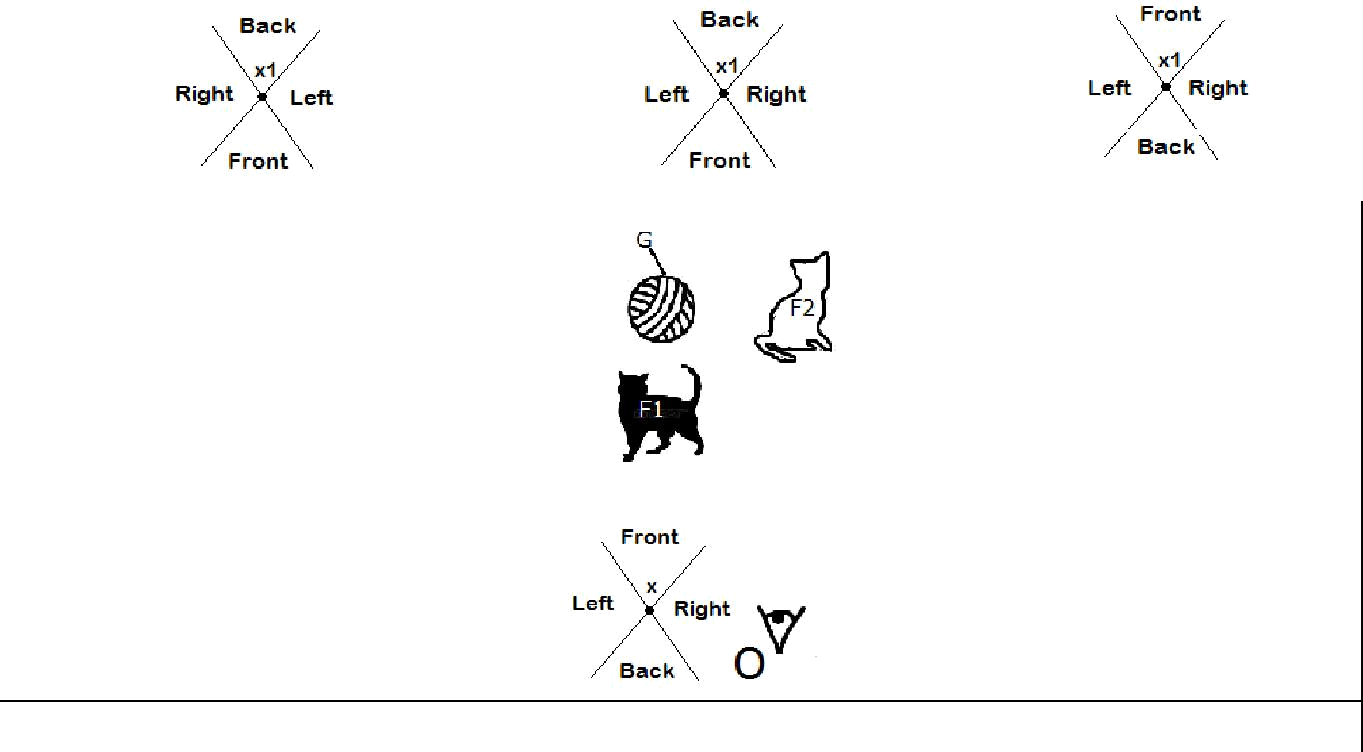 Back
x1
Right Left
Front
Back
x1
Left Right
Front
Front
x1
Left Right
Back
G
F2
F1
Front
x
Left Right
Back
O